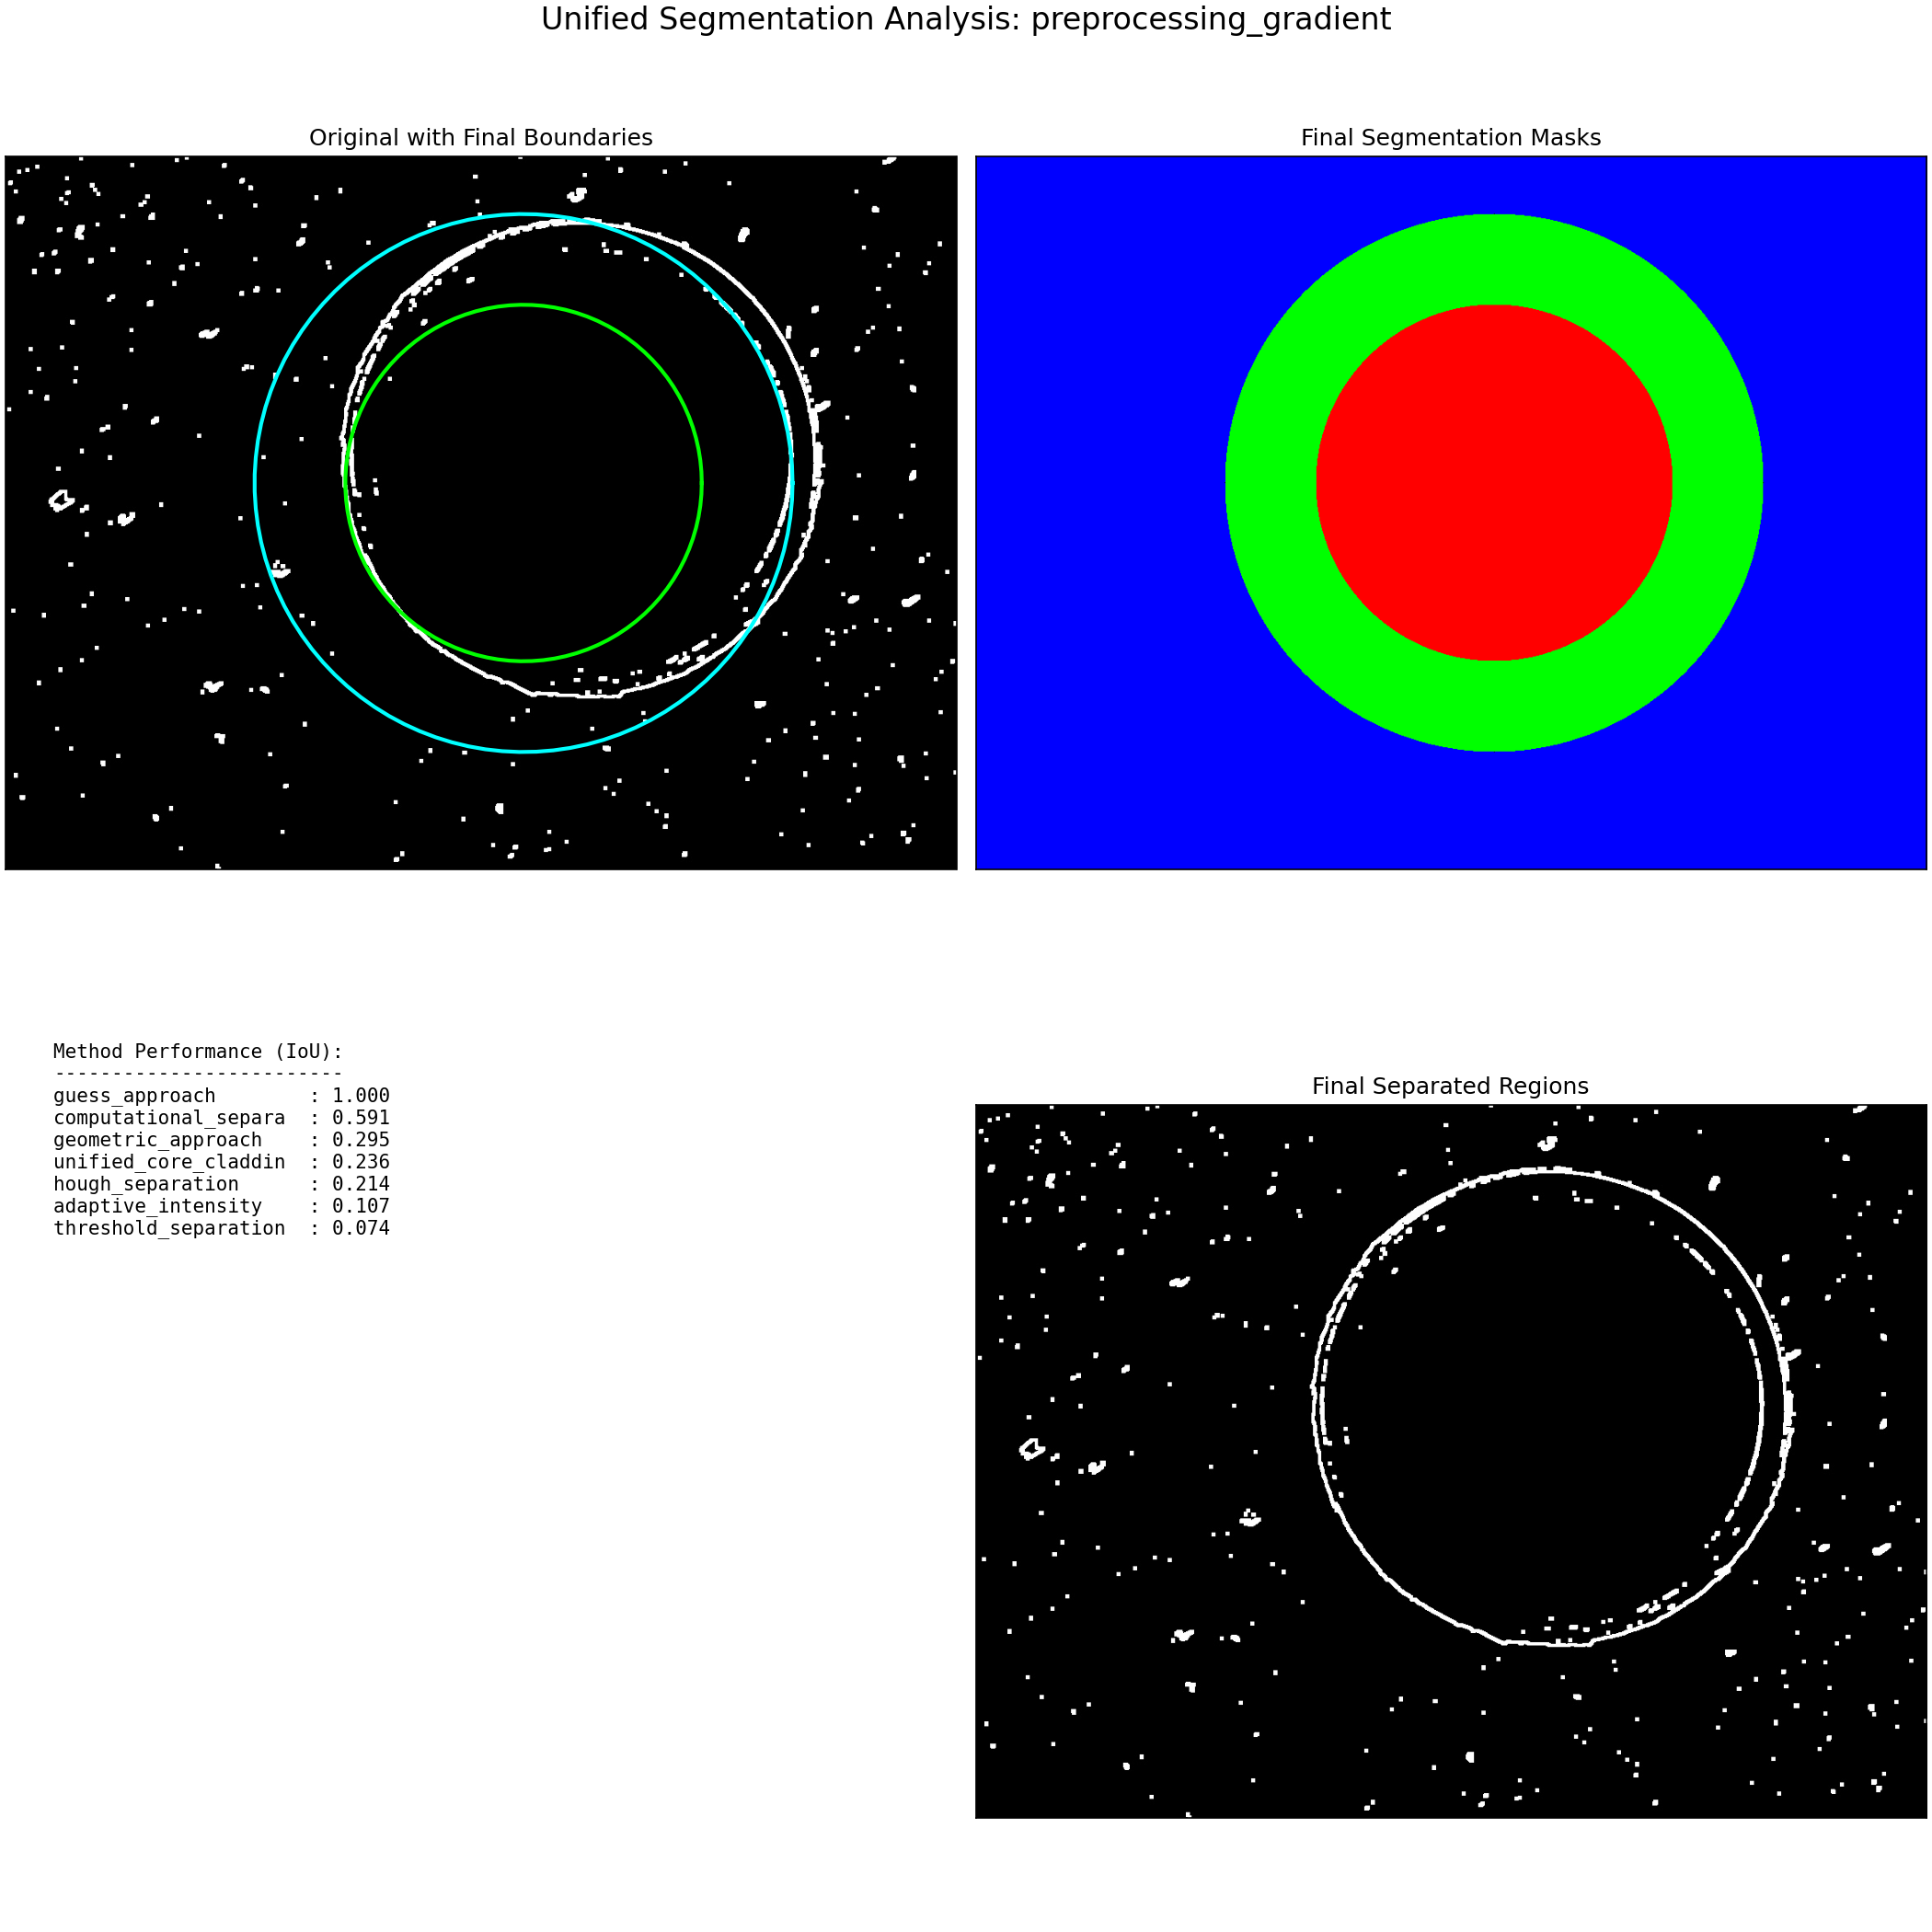 Unified Segmentation Analysis: preprocessing_gradient
Original with Final Boundaries
Final Segmentation Masks
Method Performance (IoU):
-------------------------
guess_approach        : 1.000
computational_separa  : 0.591
geometric_approach    : 0.295
unified_core_claddin  : 0.236
hough_separation      : 0.214
adaptive_intensity    : 0.107
threshold_separation  : 0.074
Final Separated Regions